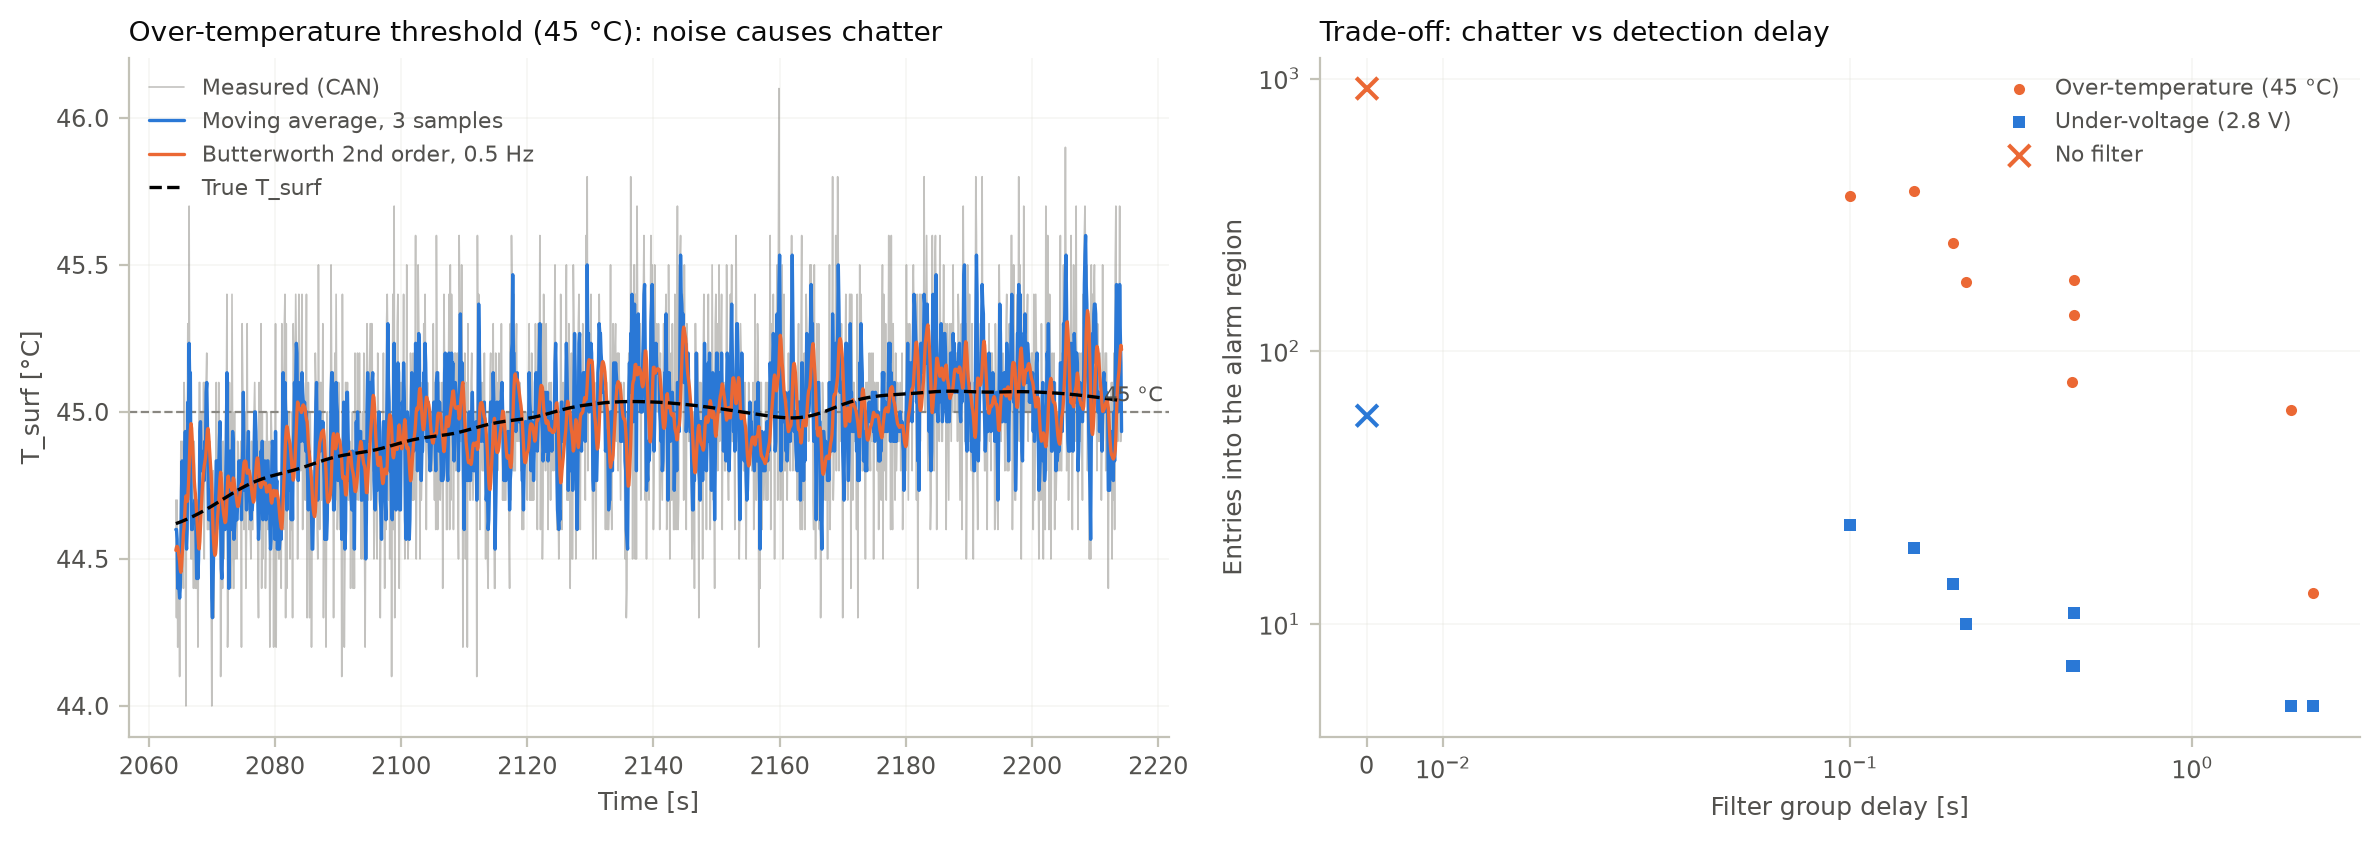 Over-temperature threshold (45 °C): noise causes chatter
Measured (CAN)
Moving average, 3 samples
Butterworth 2nd order, 0.5 Hz
True T_surf
46.0
45.5
45.0
44.5
44.0
T_surf [°C]
45 °C
2060 2080 2100 2120 2140 2160 2180 2200 2220
Time [s]
Trade-off: chatter vs detection delay
Over-temperature (45 °C)
Under-voltage (2.8 V)
No filter
10³
10²
10¹
Entries into the alarm region
0 10⁻² 10⁻¹ 10⁰
Filter group delay [s]